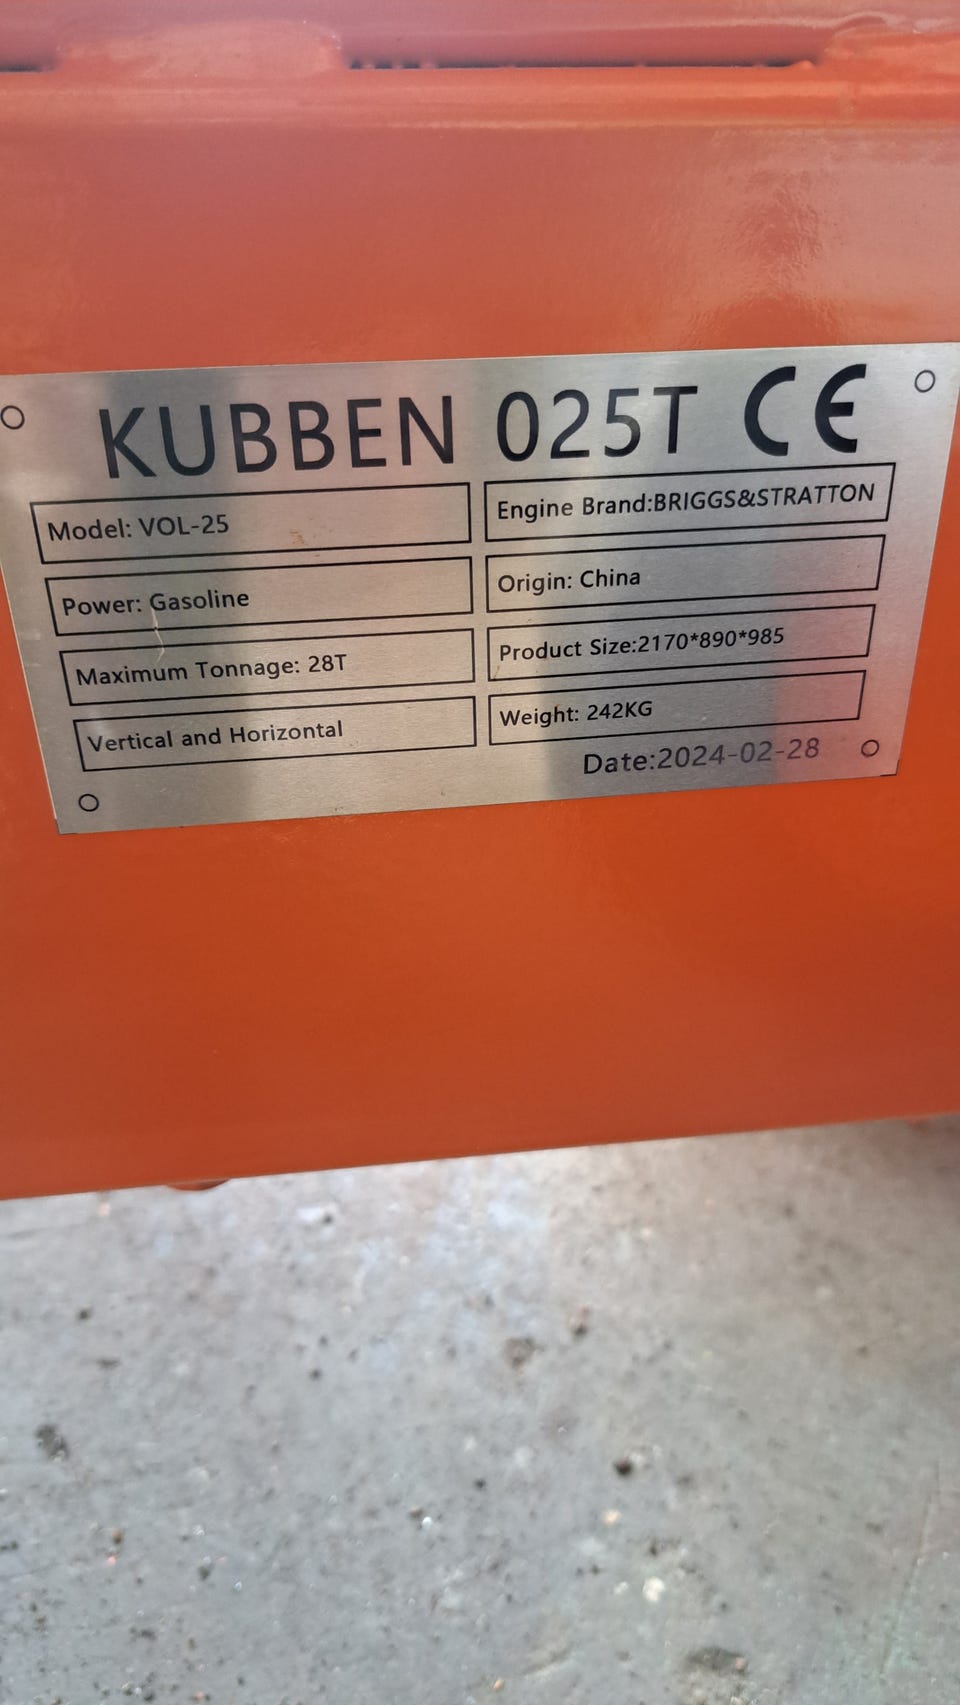 KUBBEN 025T CE
Model: VOL-25
Engine Brand:BRIGGS&STRATTON
Power: Gasoline
Origin: China
Maximum Tonnage: 28T
Product Size:2170*890*985
Vertical and Horizontal
Weight: 242KG
Date:2024-02-28